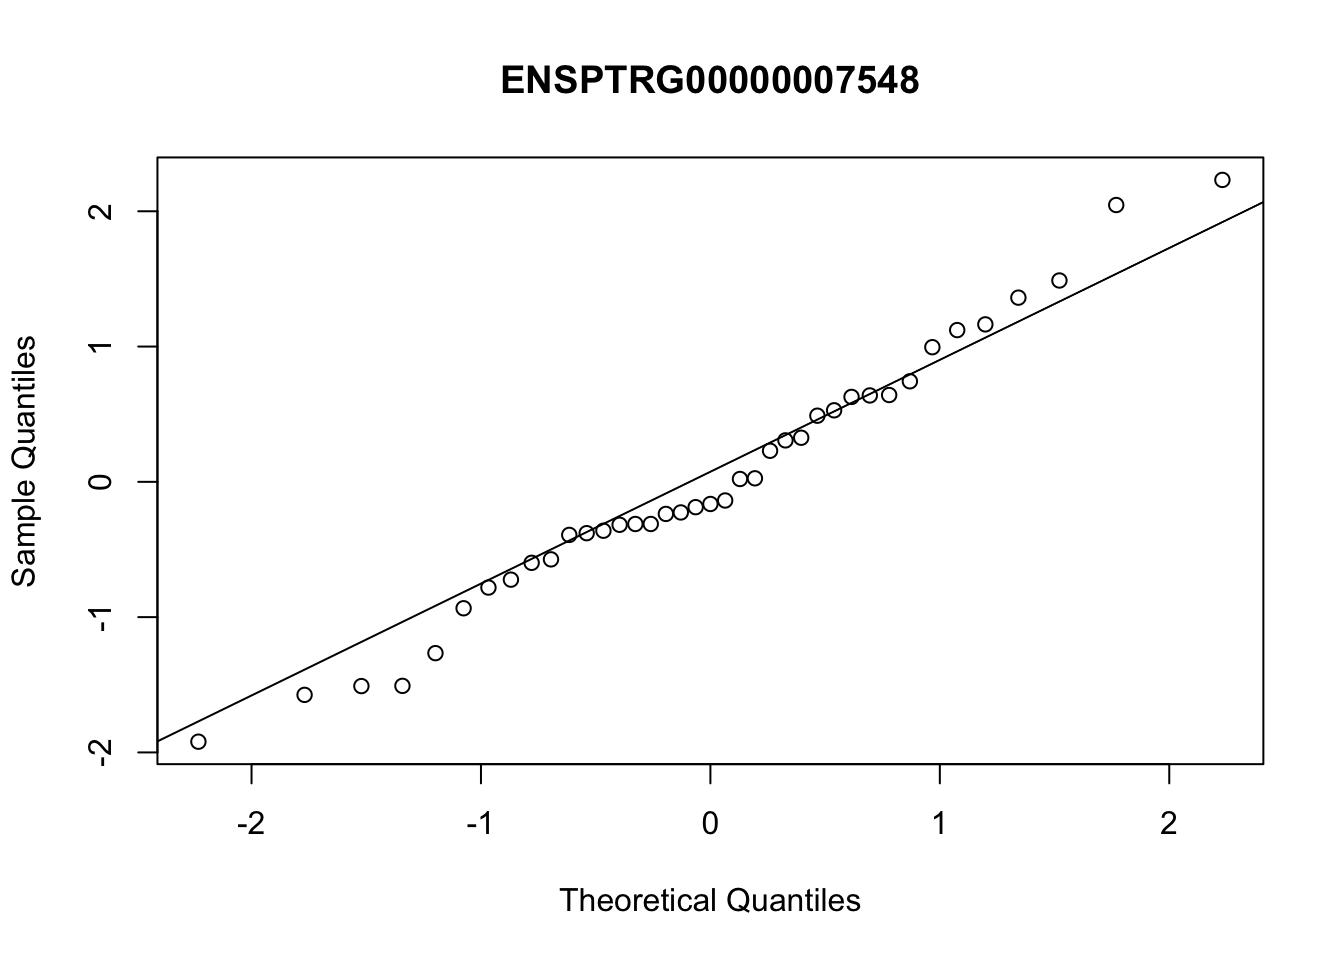 ENSPTRG00000007548
Sample Quantiles
2
1
0
-1
-2
-2 -1 0 1 2
Theoretical Quantiles